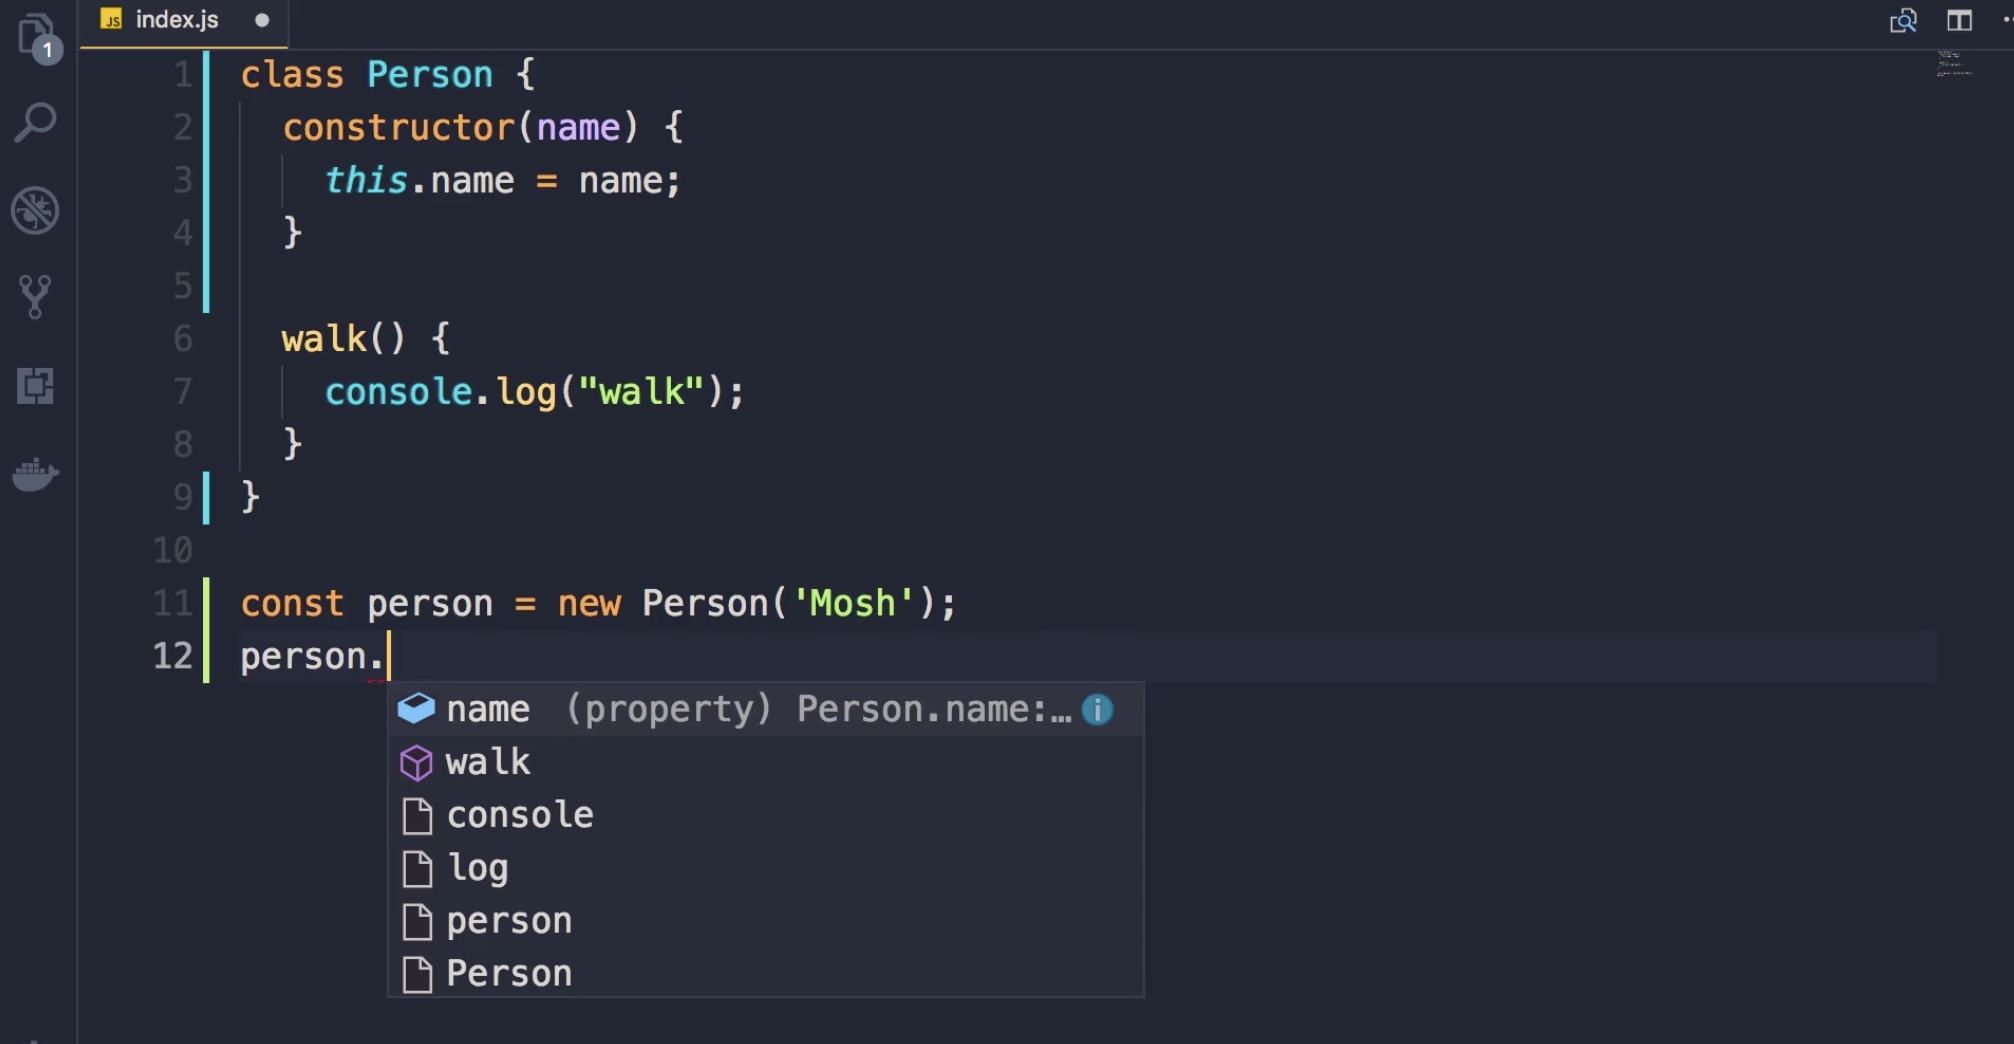 JS index.js
1
1 class Person {
2 constructor(name) {
3 this.name = name;
4 }
5
6 walk() {
7 console.log("walk");
8 }
9 }
10
11 const person = new Person('Mosh');
12 person.
name (property) Person.name:…
walk
console
log
person
Person